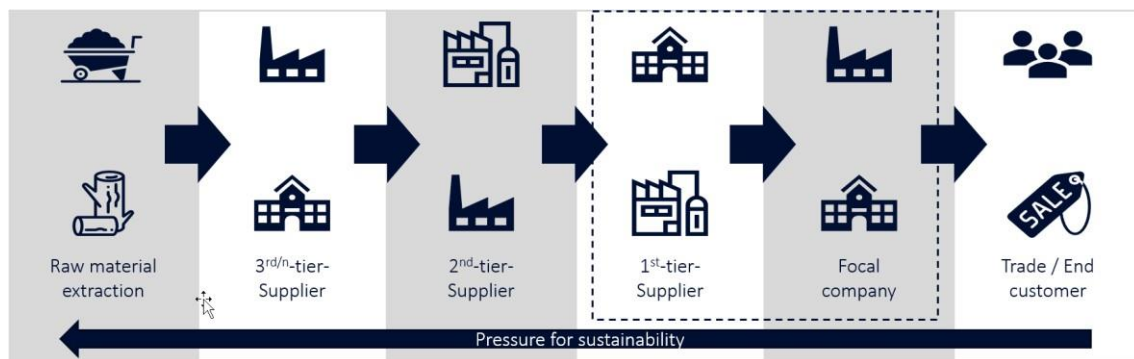 SALE
Raw material
extraction
3rd/n-tier-
Supplier
2nd-tier-
Supplier
1st-tier-
Supplier
Focal
company
Trade / End
customer
Pressure for sustainability